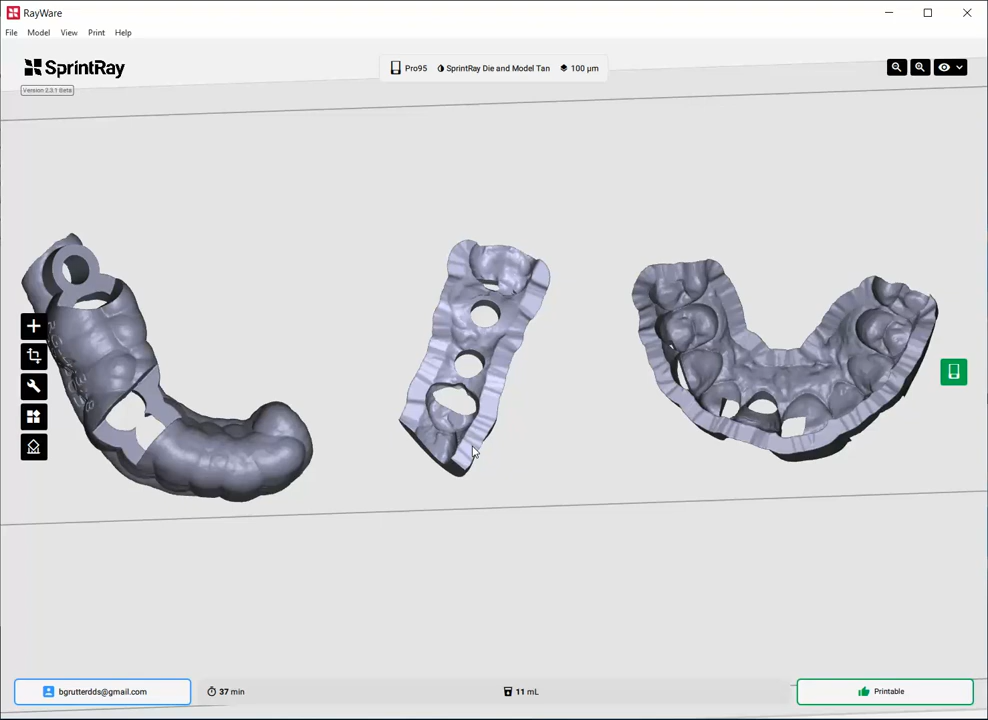 RayWare
File Model View Print Help
SprintRay
Version 2.3.1 Beta
Pro95 SprintRay Die and Model Tan 100 µm
bgrutterdds@gmail.com 37 min 11 mL Printable